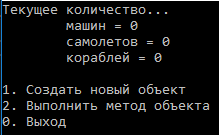 Текущее количество...
машин = 0
самолетов = 0
кораблей = 0
1. Создать новый объект
2. Выполнить метод объекта
0. Выход